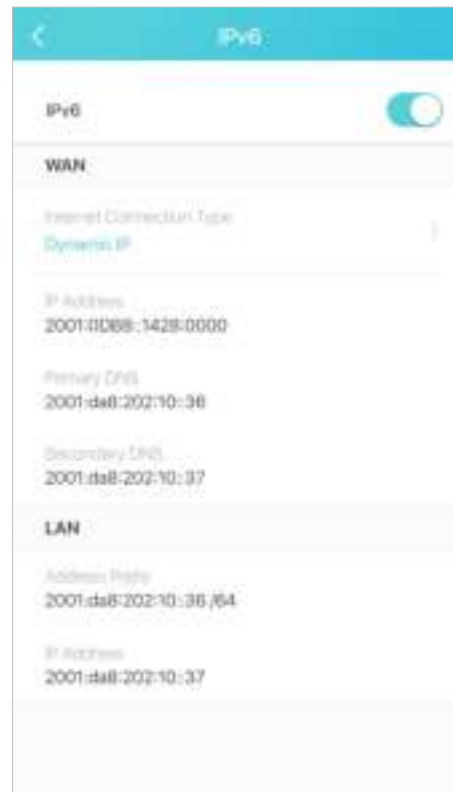 IPv6
IPv6
WAN
Internet Connection Type
Dynamic IP
IP Address
2001:0DB8::1428:0000
Primary DNS
2001:da8:202:10::36
Secondary DNS
2001:da8:202:10::37
LAN
Address Prefix
2001:da8:202:10::36 /64
IP Address
2001:da8:202:10::37